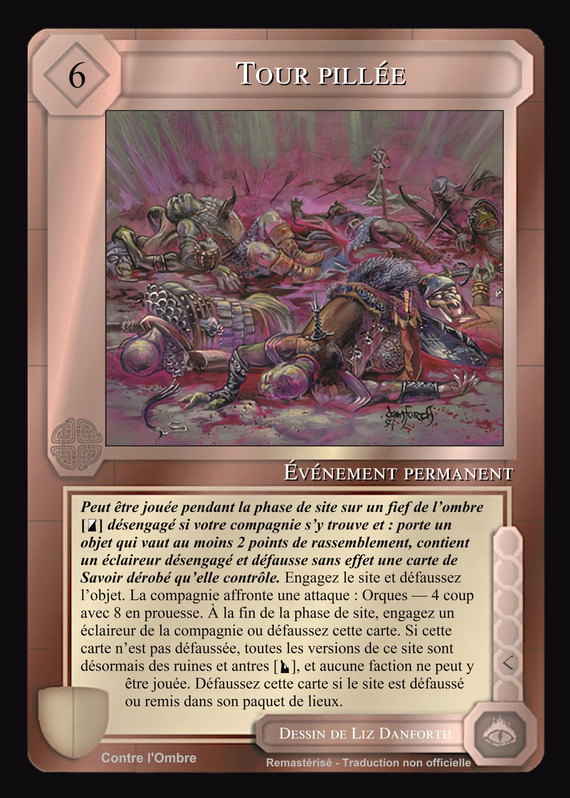 6
Tour pillée
danforth
Événement permanent
Peut être jouée pendant la phase de site sur un fief de l'ombre
[] désengagé si votre compagnie s'y trouve et : porte un
objet qui vaut au moins 2 points de rassemblement, contient
un éclaireur désengagé et défausse sans effet une carte de
Savoir dérobé qu'elle contrôle. Engagez le site et défaussez
l'objet. La compagnie affronte une attaque : Orques — 4 coup
avec 8 en prouesse. À la fin de la phase de site, engagez un
éclaireur de la compagnie ou défaussez cette carte. Si cette
carte n'est pas défaussée, toutes les versions de ce site sont
désormais des ruines et antres [], et aucune faction ne peut y
être jouée. Défaussez cette carte si le site est défaussé
ou remis dans son paquet de lieux.
Dessin de Liz Danforth
Contre l'Ombre
Remastérisé - Traduction non officielle